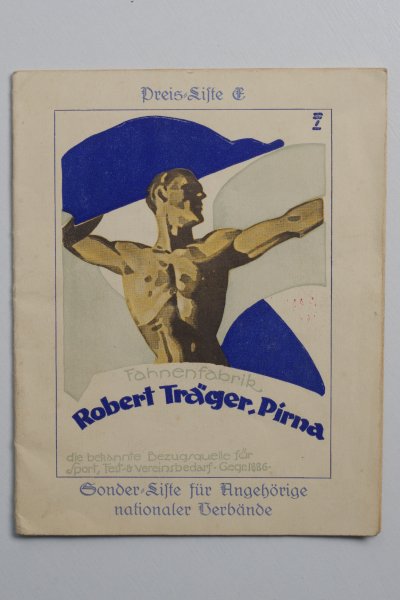 Preis-Liste E
Fahnenfabrik
Robert Träger, Pirna
die bekannte Bezugsquelle für
Sport, Fest- & Vereinsbedarf - Gegr. 1886 -
Sonder-Liste für Angehörige
nationaler Verbände